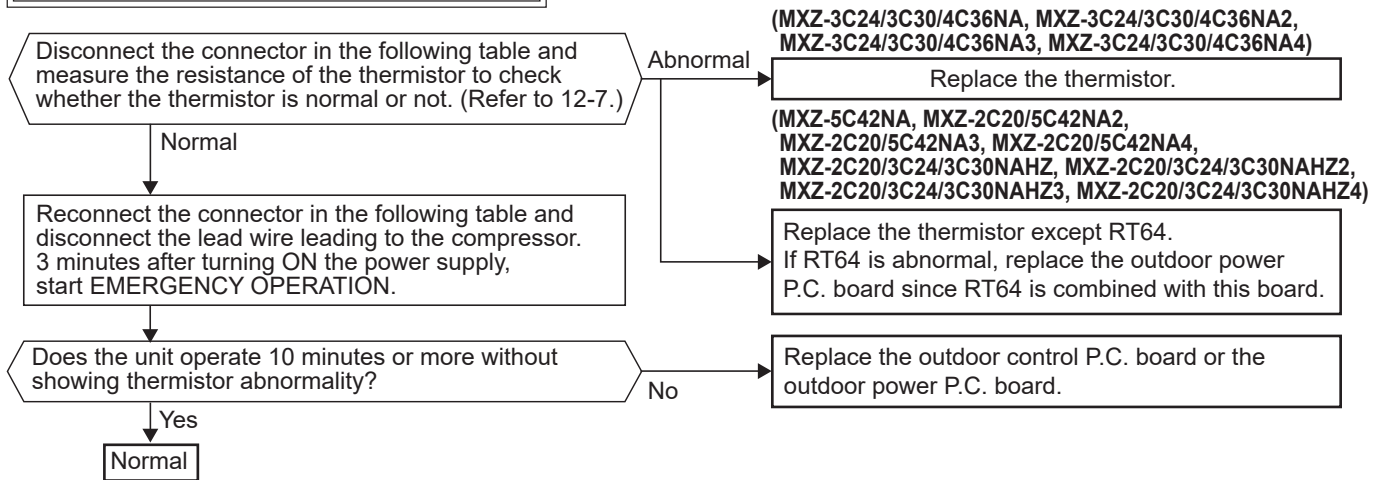 Disconnect the connector in the following table and
measure the resistance of the thermistor to check
whether the thermistor is normal or not. (Refer to 12-7.)
Abnormal
(MXZ-3C24/3C30/4C36NA, MXZ-3C24/3C30/4C36NA2,
MXZ-3C24/3C30/4C36NA3, MXZ-3C24/3C30/4C36NA4)
Replace the thermistor.
(MXZ-5C42NA, MXZ-2C20/5C42NA2,
MXZ-2C20/5C42NA3, MXZ-2C20/5C42NA4,
MXZ-2C20/3C24/3C30NAHZ, MXZ-2C20/3C24/3C30NAHZ2,
MXZ-2C20/3C24/3C30NAHZ3, MXZ-2C20/3C24/3C30NAHZ4)
Replace the thermistor except RT64.
If RT64 is abnormal, replace the outdoor power
P.C. board since RT64 is combined with this board.
Normal
Reconnect the connector in the following table and
disconnect the lead wire leading to the compressor.
3 minutes after turning ON the power supply,
start EMERGENCY OPERATION.
Does the unit operate 10 minutes or more without
showing thermistor abnormality?
No
Replace the outdoor control P.C. board or the
outdoor power P.C. board.
Yes
Normal